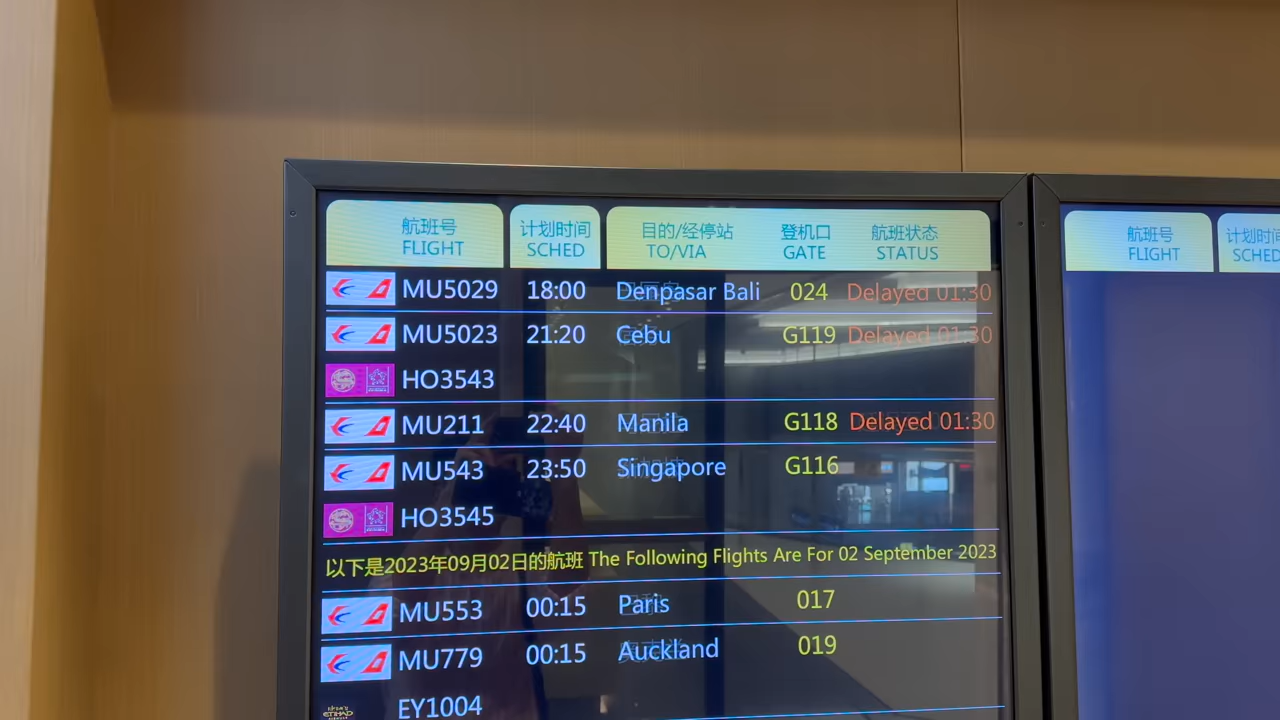 航班号 计划时间 目的/经停站 登机口 航班状态
FLIGHT SCHED TO/VIA GATE STATUS
MU5029 18:00 Denpasar Bali 024 Delayed 01:30
MU5023 21:20 Cebu G119 Delayed 01:30
HO3543
MU211 22:40 Manila G118 Delayed 01:30
MU543 23:50 Singapore G116
HO3545
以下是2023年09月02日的航班 The Following Flights Are For 02 September 2023
MU553 00:15 Paris 017
MU779 00:15 Auckland 019
ETIHAD EY1004
航班号 计划时间
FLIGHT SCHED